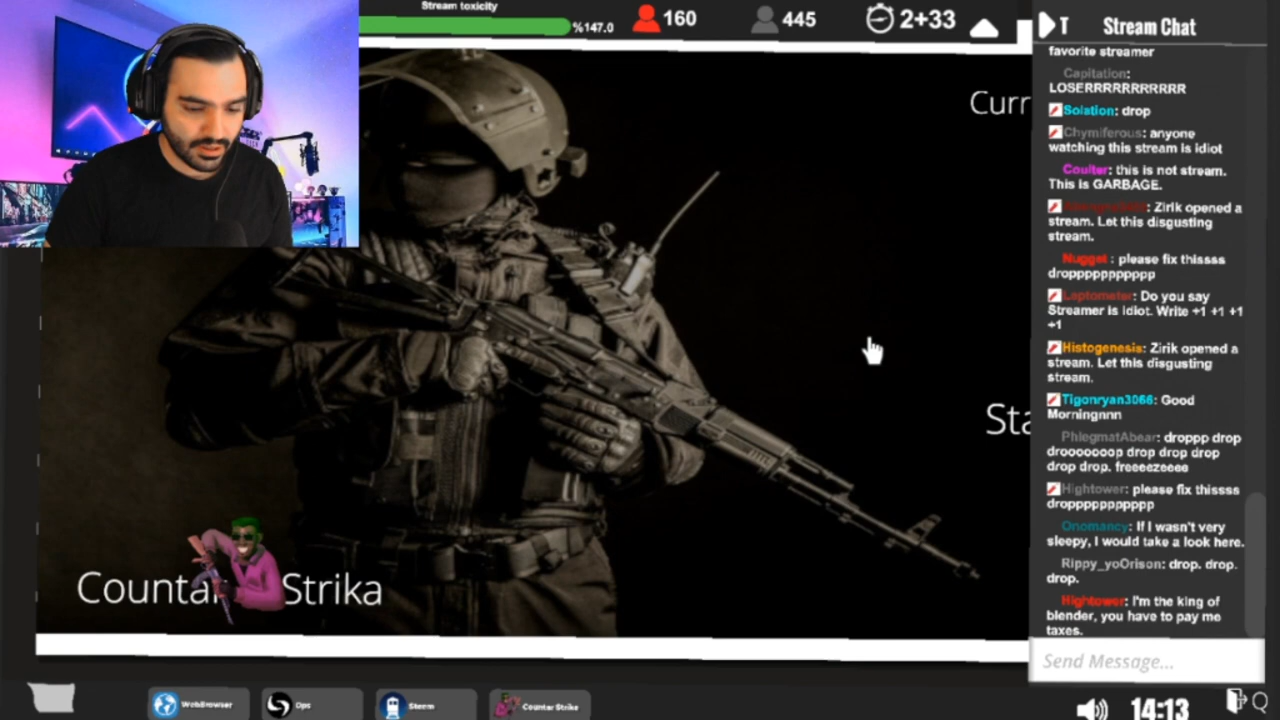 Stream toxicity
%147.0
160
445
2+33
T
Stream Chat
Curr
favorite streamer
Capitation:
LOSERRRRRRRRRRR
Solation: drop
Chymiferous: anyone
watching this stream is idiot
Coulter: this is not stream.
This is GARBAGE.
: Zirik opened a
stream. Let this disgusting
stream.
Nugget : please fix thissss
droppppppppppp
Leptometer: Do you say
Streamer is idiot. Write +1 +1 +1
+1
Histogenesis: Zirik opened a
stream. Let this disgusting
stream.
Tigonryan3066: Good
Morningnnn
PhlegmatAbear: droppp drop
drooooooop drop drop drop
drop drop. freeeezeeee
Hightower: please fix thissss
droppppppppppp
Onomancy: If I wasn't very
sleepy, I would take a look here.
Rippy_yoOrison: drop. drop.
drop.
Hightower: I'm the king of
blender, you have to pay me
taxes.
Sta
Countar Strika
Send Message...
WebBrowser
Ops
Steem
Counter Strike
14:13